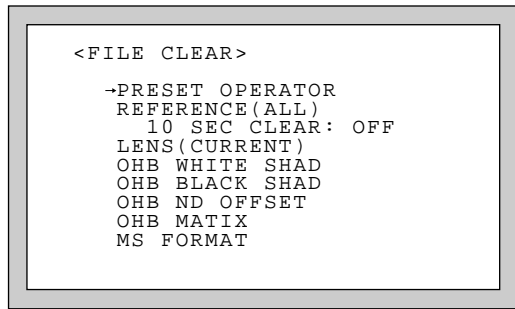 <FILE CLEAR>
→PRESET OPERATOR
REFERENCE(ALL)
10 SEC CLEAR: OFF
LENS(CURRENT)
OHB WHITE SHAD
OHB BLACK SHAD
OHB ND OFFSET
OHB MATIX
MS FORMAT